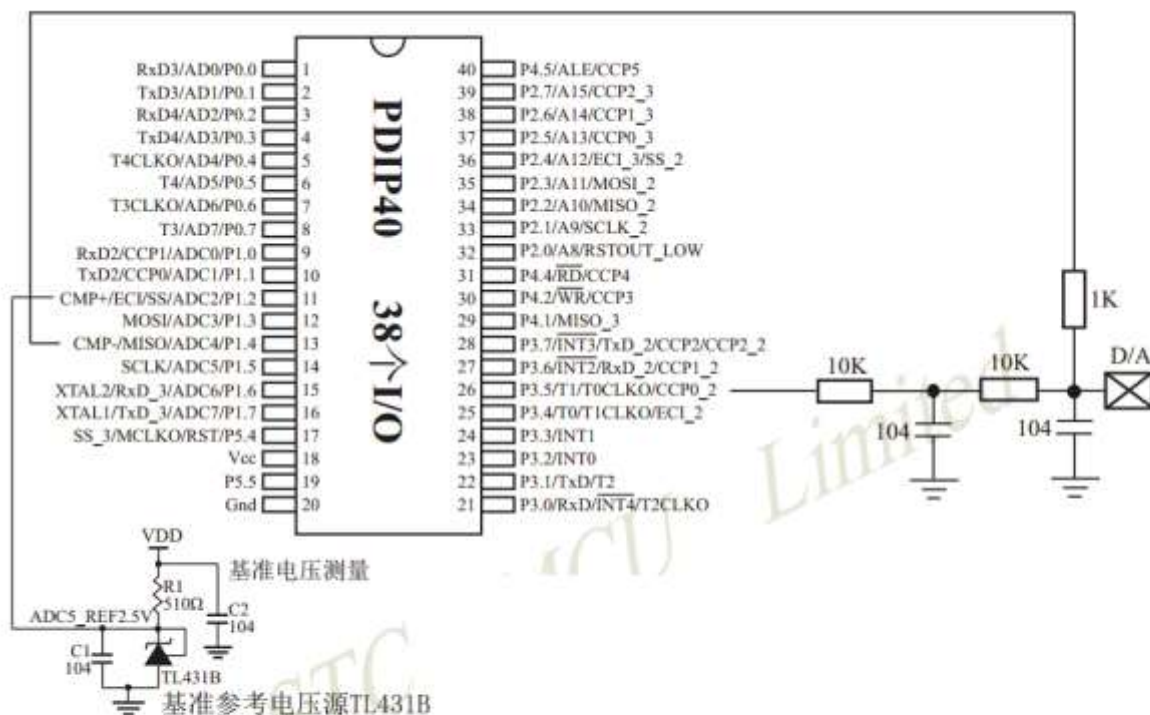 RxD3/AD0/P0.0 1 40 P4.5/ALE/CCP5
TxD3/AD1/P0.1 2 39 P2.7/A15/CCP2_3
RxD4/AD2/P0.2 3 38 P2.6/A14/CCP1_3
TxD4/AD3/P0.3 4 37 P2.5/A13/CCP0_3
T4CLKO/AD4/P0.4 5 36 P2.4/A12/ECI_3/SS_2
T4/AD5/P0.5 6 35 P2.3/A11/MOSI_2
T3CLKO/AD6/P0.6 7 34 P2.2/A10/MISO_2
T3/AD7/P0.7 8 33 P2.1/A9/SCLK_2
RxD2/CCP1/ADC0/P1.0 9 32 P2.0/A8/RSTOUT_LOW
TxD2/CCP0/ADC1/P1.1 10 31 P4.4/RD/CCP4
CMP+/ECI/SS/ADC2/P1.2 11 30 P4.2/WR/CCP3
MOSI/ADC3/P1.3 12 29 P4.1/MISO_3
CMP-/MISO/ADC4/P1.4 13 28 P3.7/INT3/TxD_2/CCP2/CCP2_2
SCLK/ADC5/P1.5 14 27 P3.6/INT2/RxD_2/CCP1_2
XTAL2/RxD_3/ADC6/P1.6 15 26 P3.5/T1/T0CLKO/CCP0_2
XTAL1/TxD_3/ADC7/P1.7 16 25 P3.4/T0/T1CLKO/ECI_2
SS_3/MCLKO/RST/P5.4 17 24 P3.3/INT1
Vcc 18 23 P3.2/INT0
P5.5 19 22 P3.1/TxD/T2
Gnd 20 21 P3.0/RxD/INT4/T2CLKO
PDIP40 38个I/O
1K
10K 10K D/A
104 104
VDD
基准电压测量
R1
510Ω
ADC5_REF2.5V
C2
104
C1
104
TL431B
基准参考电压源TL431B
STC MCU Limited